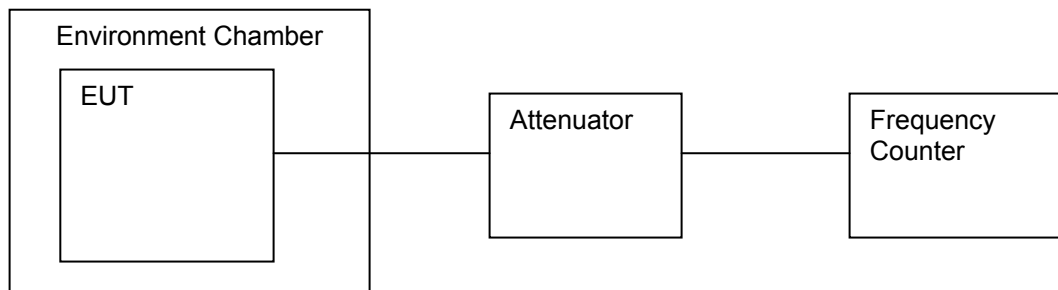 Environment Chamber
EUT
Attenuator
Frequency
Counter